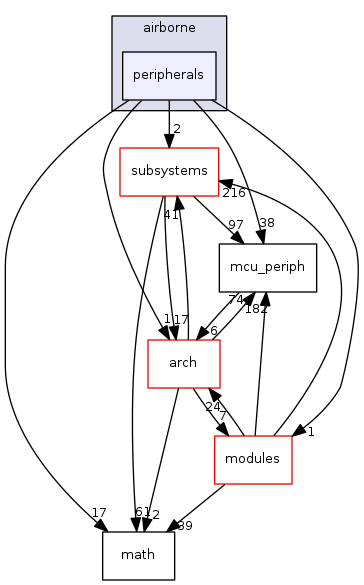 airborne
peripherals
2
subsystems
216
41
97
38
mcu_periph
74
182
1
17
6
arch
24
7
1
modules
17
61
2
39
math